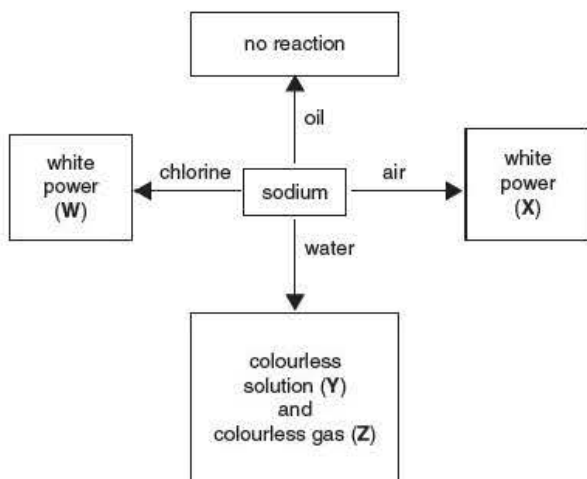 no reaction
oil
white
power
(W)
chlorine
sodium
air
white
power
(X)
water
colourless
solution (Y)
and
colourless gas (Z)